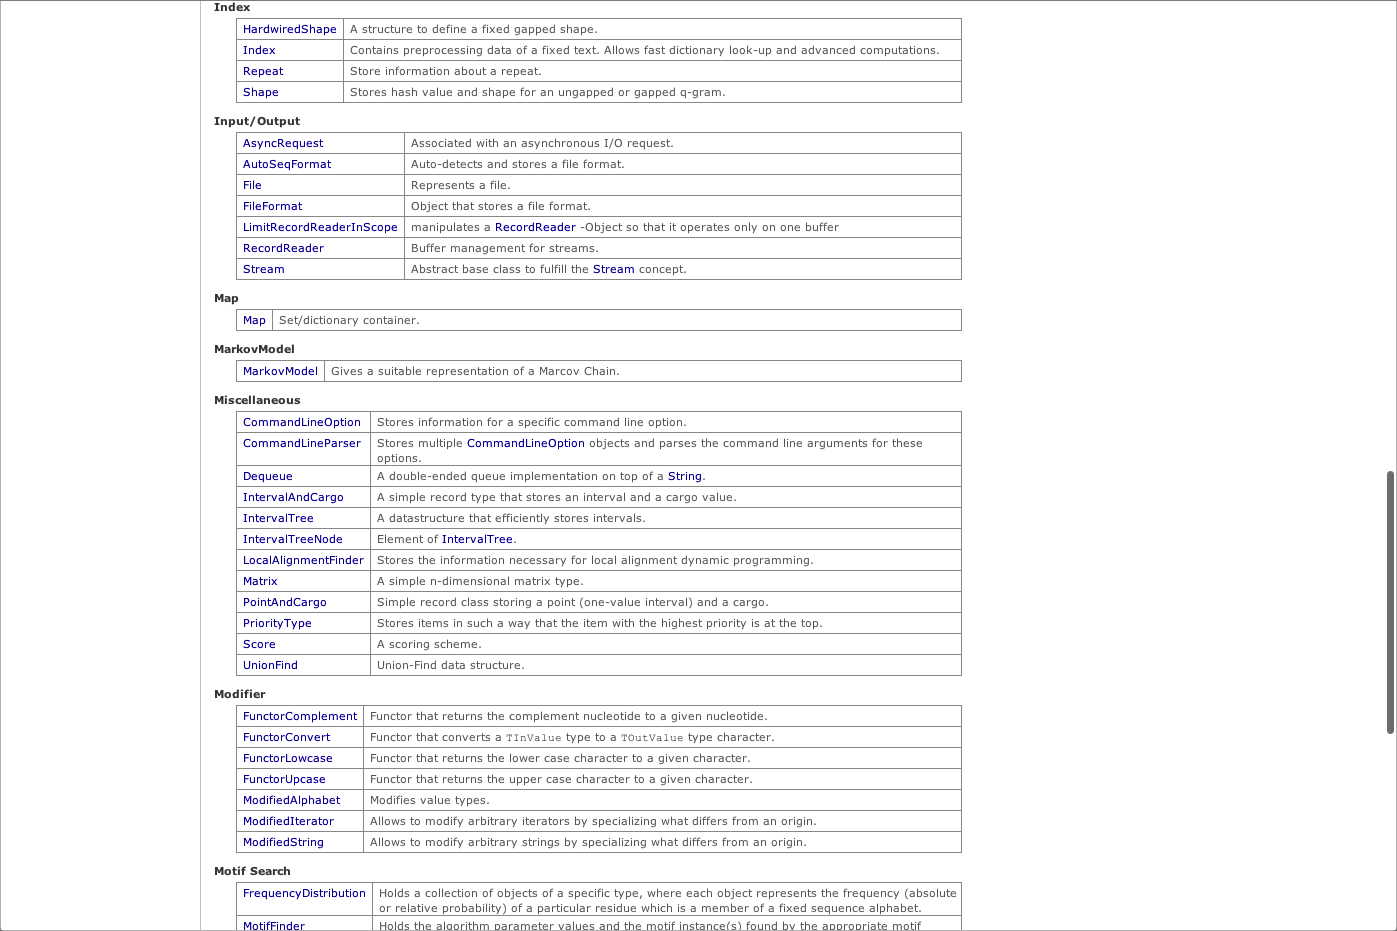 Index
HardwiredShape A structure to define a fixed gapped shape.
Index Contains preprocessing data of a fixed text. Allows fast dictionary look-up and advanced computations.
Repeat Store information about a repeat.
Shape Stores hash value and shape for an ungapped or gapped q-gram.
Input/Output
AsyncRequest Associated with an asynchronous I/O request.
AutoSeqFormat Auto-detects and stores a file format.
File Represents a file.
FileFormat Object that stores a file format.
LimitRecordReaderInScope manipulates a RecordReader -Object so that it operates only on one buffer
RecordReader Buffer management for streams.
Stream Abstract base class to fulfill the Stream concept.
Map
Map Set/dictionary container.
MarkovModel
MarkovModel Gives a suitable representation of a Marcov Chain.
Miscellaneous
CommandLineOption Stores information for a specific command line option.
CommandLineParser Stores multiple CommandLineOption objects and parses the command line arguments for these
options.
Dequeue A double-ended queue implementation on top of a String.
IntervalAndCargo A simple record type that stores an interval and a cargo value.
IntervalTree A datastructure that efficiently stores intervals.
IntervalTreeNode Element of IntervalTree.
LocalAlignmentFinder Stores the information necessary for local alignment dynamic programming.
Matrix A simple n-dimensional matrix type.
PointAndCargo Simple record class storing a point (one-value interval) and a cargo.
PriorityType Stores items in such a way that the item with the highest priority is at the top.
Score A scoring scheme.
UnionFind Union-Find data structure.
Modifier
FunctorComplement Functor that returns the complement nucleotide to a given nucleotide.
FunctorConvert Functor that converts a TInValue type to a TOutValue type character.
FunctorLowcase Functor that returns the lower case character to a given character.
FunctorUpcase Functor that returns the upper case character to a given character.
ModifiedAlphabet Modifies value types.
ModifiedIterator Allows to modify arbitrary iterators by specializing what differs from an origin.
ModifiedString Allows to modify arbitrary strings by specializing what differs from an origin.
Motif Search
FrequencyDistribution Holds a collection of objects of a specific type, where each object represents the frequency (absolute
or relative probability) of a particular residue which is a member of a fixed sequence alphabet.
MotifFinder Holds the algorithm parameter values and the motif instance(s) found by the appropriate motif